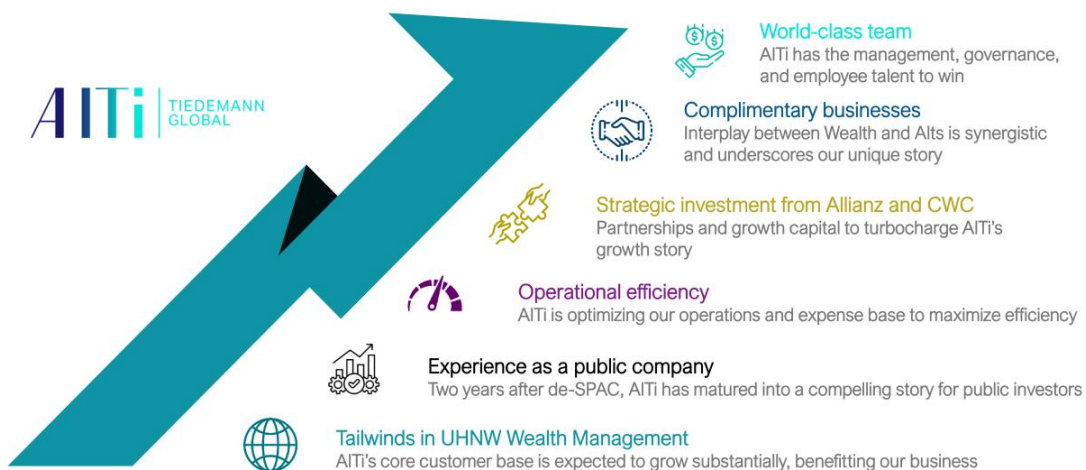 AlTi TIEDEMANN
GLOBAL
World-class team
AlTi has the management, governance,
and employee talent to win
Complimentary businesses
Interplay between Wealth and Alts is synergistic
and underscores our unique story
Strategic investment from Allianz and CWC
Partnerships and growth capital to turbocharge AlTi's
growth story
Operational efficiency
AlTi is optimizing our operations and expense base to maximize efficiency
Experience as a public company
Two years after de-SPAC, AlTi has matured into a compelling story for public investors
Tailwinds in UHNW Wealth Management
AlTi's core customer base is expected to grow substantially, benefitting our business